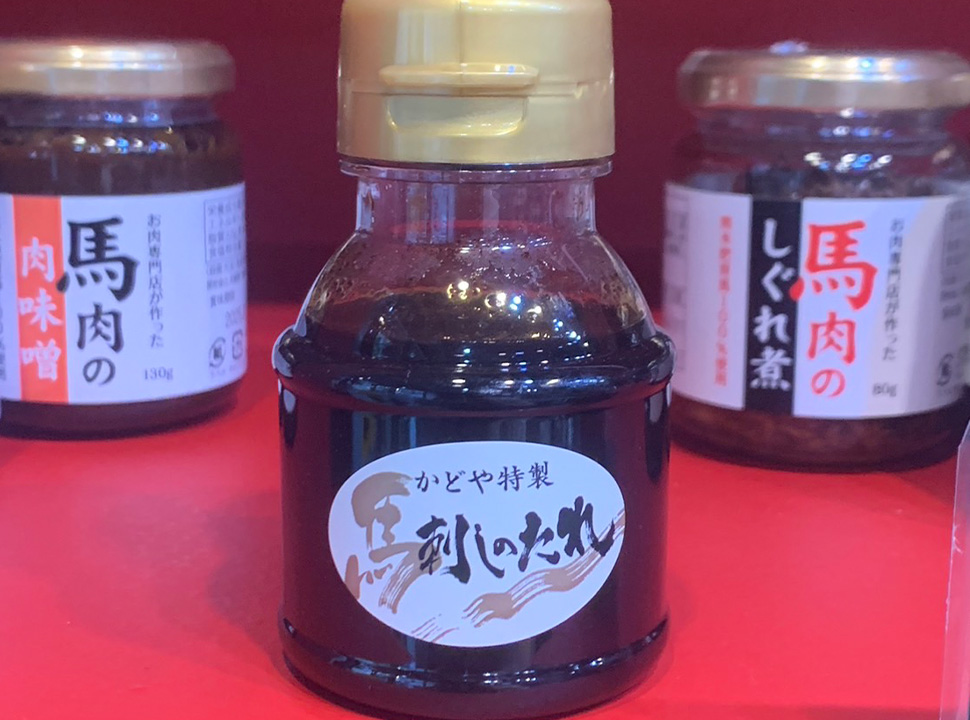 お肉専門店が作った
馬肉の
肉味噌
130g
かどや特製
馬刺しのたれ
お肉専門店が作った
馬肉の
しぐれ煮
80g